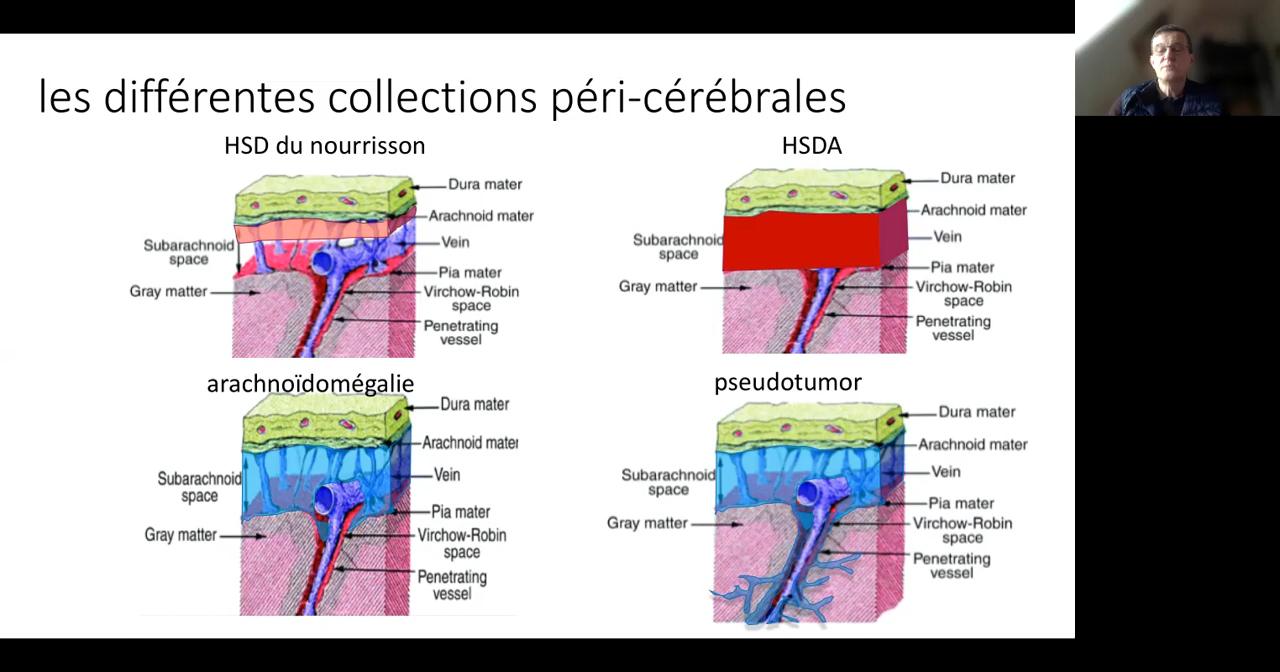 les différentes collections péri-cérébrales
HSD du nourrisson
Dura mater
Arachnoid mater
Subarachnoid
space
Vein
Pia mater
Gray matter
Virchow-Robin
space
Penetrating
vessel
HSDA
Dura mater
Arachnoid mater
Subarachnoid
space
Vein
Pia mater
Gray matter
Virchow-Robin
space
Penetrating
vessel
arachnoïdomégalie
Dura mater
Arachnoid mater
Subarachnoid
space
Vein
Pia mater
Gray matter
Virchow-Robin
space
Penetrating
vessel
pseudotumor
Dura mater
Arachnoid mater
Subarachnoid
space
Vein
Pia mater
Gray matter
Virchow-Robin
space
Penetrating
vessel